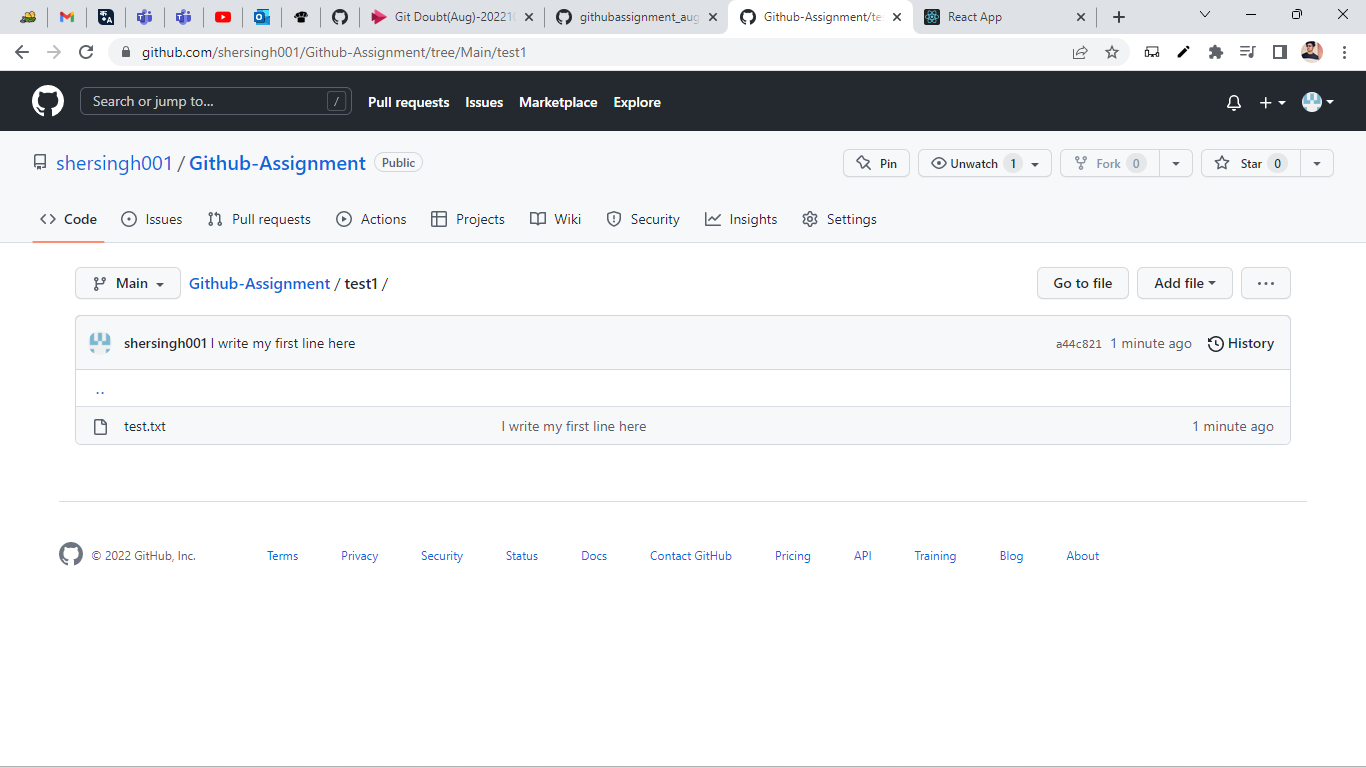 Git Doubt(Aug)-202210
githubassignment_aug
Github-Assignment/te
React App
github.com/shersingh001/Github-Assignment/tree/Main/test1
Search or jump to... /
Pull requests Issues Marketplace Explore
shersingh001 / Github-Assignment Public
Pin Unwatch 1 Fork 0 Star 0
Code Issues Pull requests Actions Projects Wiki Security Insights Settings
Main Github-Assignment / test1 / Go to file Add file ...
shersingh001 I write my first line here a44c821 1 minute ago History
..
test.txt I write my first line here 1 minute ago
© 2022 GitHub, Inc. Terms Privacy Security Status Docs Contact GitHub Pricing API Training Blog About